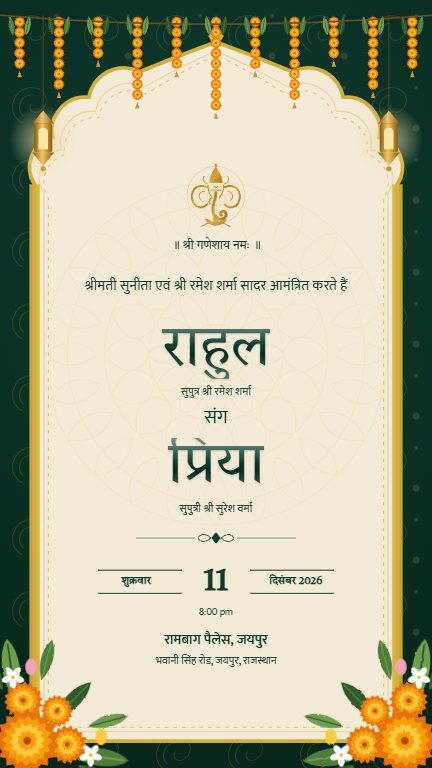 ॥ श्री गणेशाय नमः ॥
श्रीमती सुनीता एवं श्री रमेश शर्मा सादर आमंत्रित करते हैं
राहुल
सुपुत्र श्री रमेश शर्मा
संग
प्रिया
सुपुत्री श्री सुरेश वर्मा
शुक्रवार 11 दिसंबर 2026
8:00 pm
रामबाग पैलेस, जयपुर
भवानी सिंह रोड, जयपुर, राजस्थान